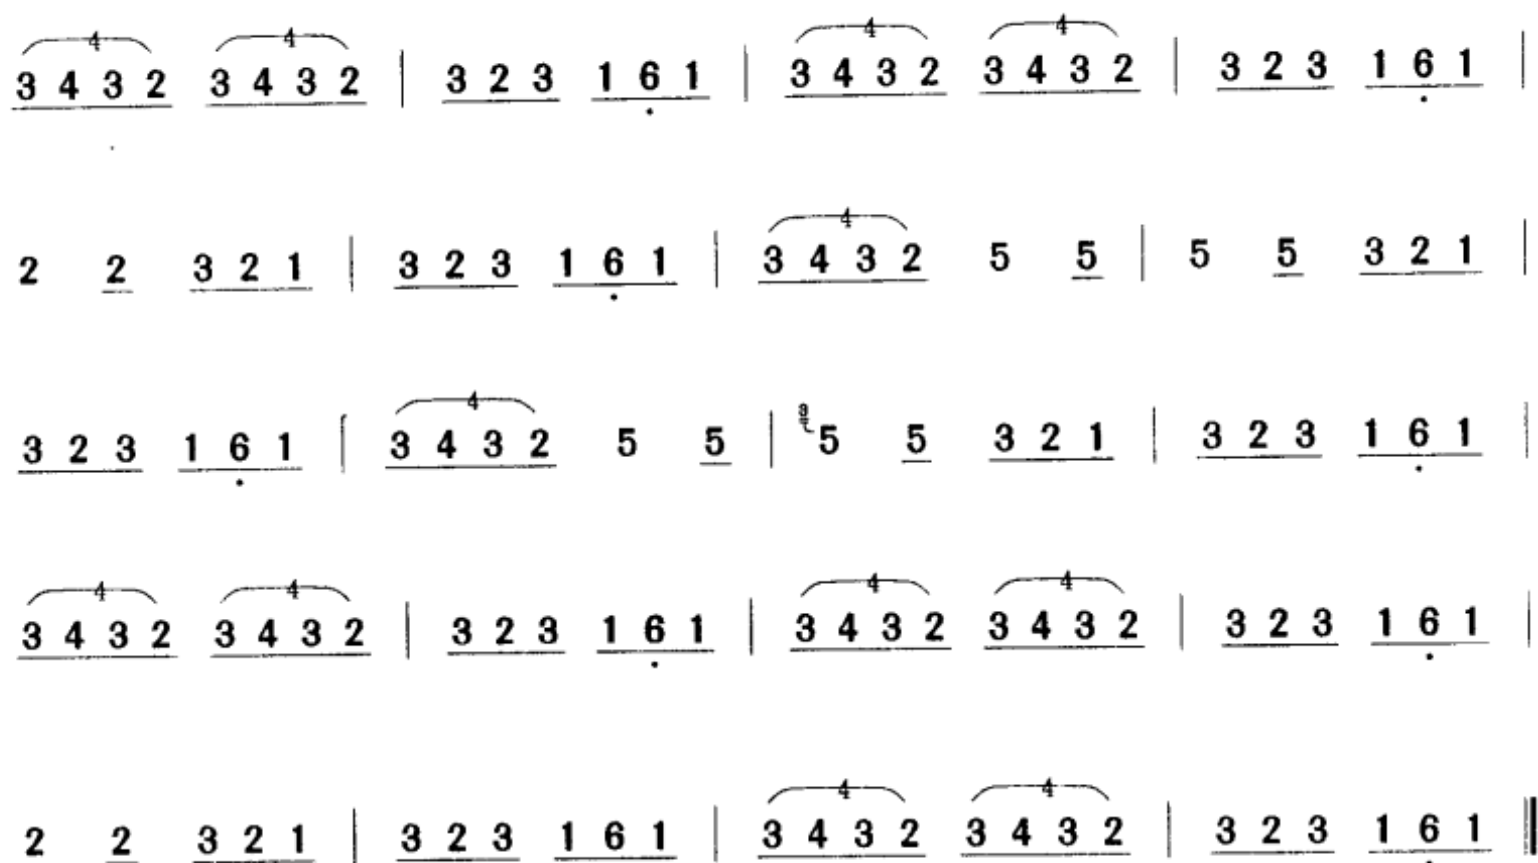 3 4 3 2 3 4 3 2 | 3 2 3 1 6̣ 1 | 3 4 3 2 3 4 3 2 | 3 2 3 1 6̣ 1 |
2 2 3 2 1 | 3 2 3 1 6̣ 1 | 3 4 3 2 5 5 | 5 5 3 2 1 |
3 2 3 1 6̣ 1 | 3 4 3 2 5 5 | 3 5 5 3 2 1 | 3 2 3 1 6̣ 1 |
3 4 3 2 3 4 3 2 | 3 2 3 1 6̣ 1 | 3 4 3 2 3 4 3 2 | 3 2 3 1 6̣ 1 |
2 2 3 2 1 | 3 2 3 1 6 1 | 3 4 3 2 3 4 3 2 | 3 2 3 1 6̣ 1 ‖